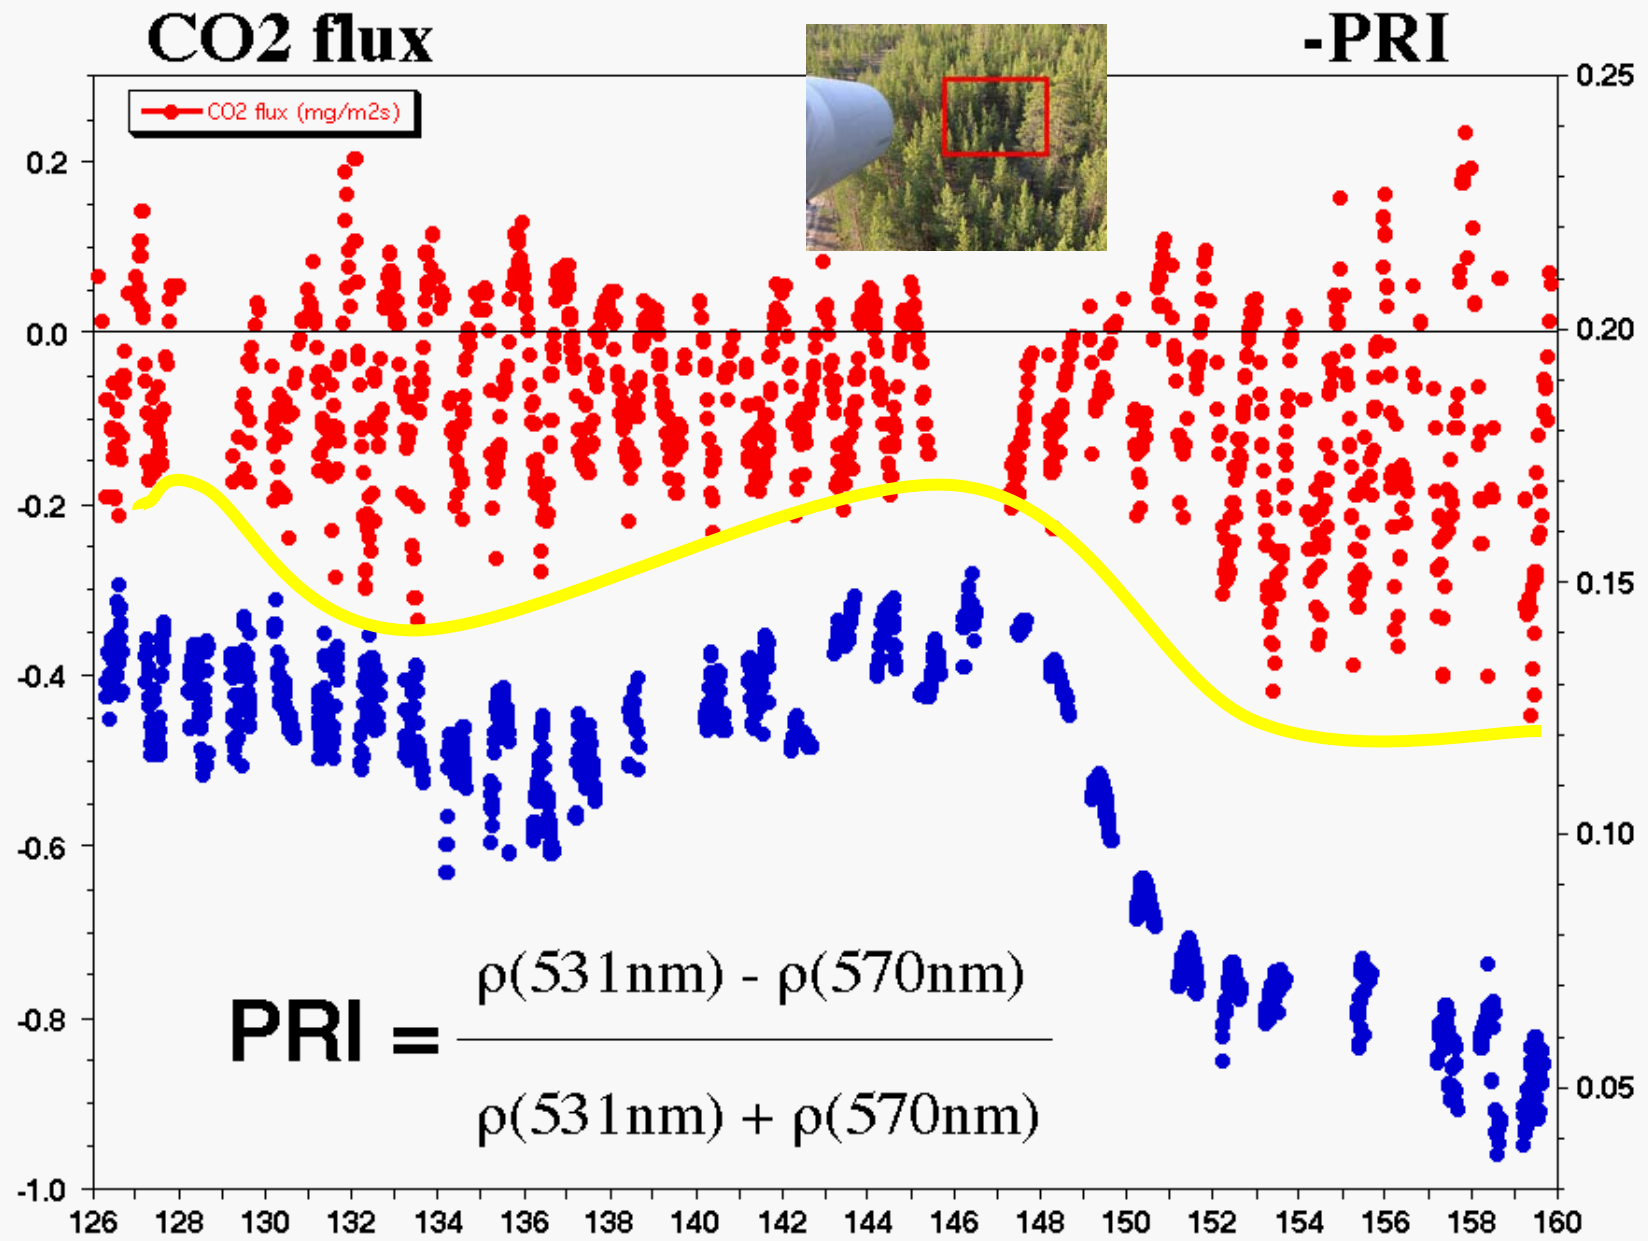 CO2 flux
-PRI
CO2 flux (mg/m2s)
0.2
0.0
-0.2
-0.4
-0.6
-0.8
-1.0
0.25
0.20
0.15
0.10
0.05
PRI = ρ(531nm) - ρ(570nm)
ρ(531nm) + ρ(570nm)
126 128 130 132 134 136 138 140 142 144 146 148 150 152 154 156 158 160